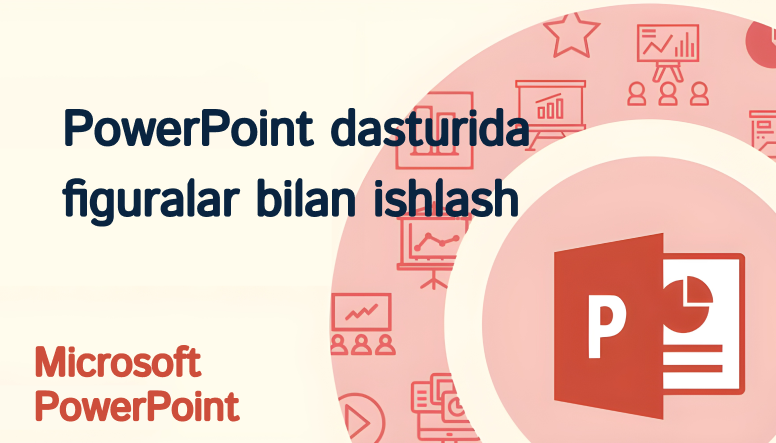 PowerPoint dasturida
figuralar bilan ishlash
P
Microsoft
PowerPoint